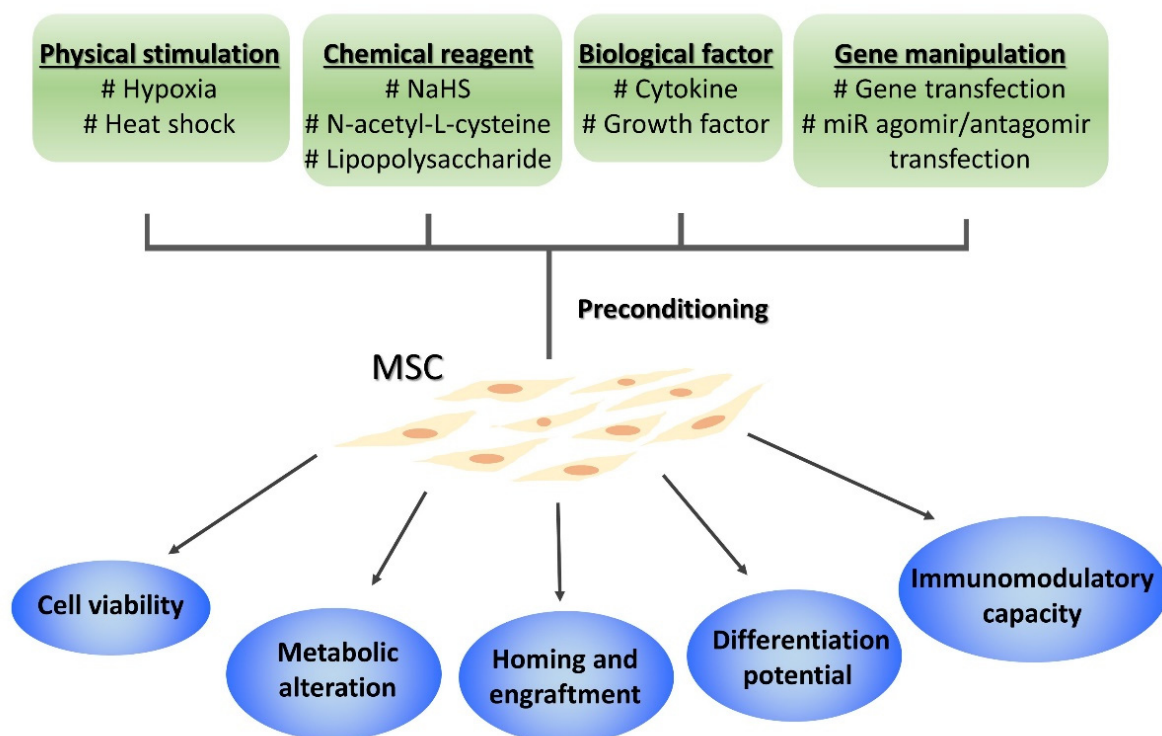 Physical stimulation
# Hypoxia
# Heat shock
Chemical reagent
# NaHS
# N-acetyl-L-cysteine
# Lipopolysaccharide
Biological factor
# Cytokine
# Growth factor
Gene manipulation
# Gene transfection
# miR agomir/antagomir
transfection
Preconditioning
MSC
Cell viability
Metabolic
alteration
Homing and
engraftment
Differentiation
potential
Immunomodulatory
capacity